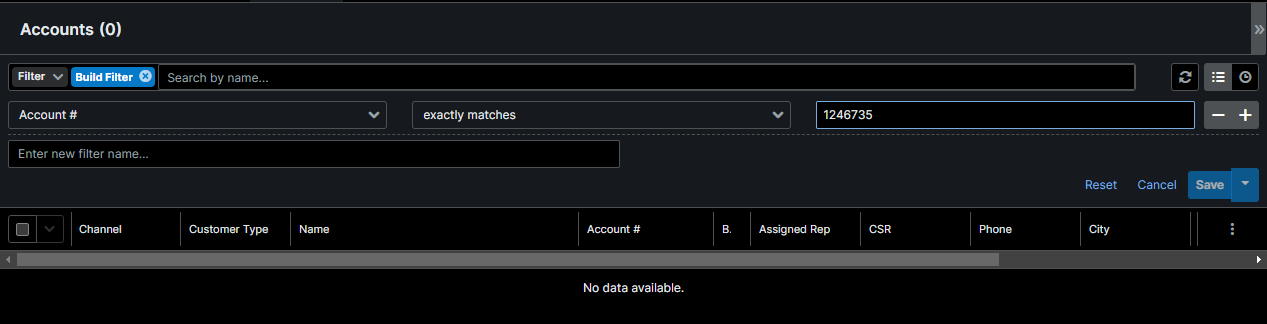 Accounts (0)
Filter Build Filter Search by name...
Account # exactly matches 1246735
Enter new filter name...
Reset Cancel Save
Channel Customer Type Name Account # B. Assigned Rep CSR Phone City
No data available.